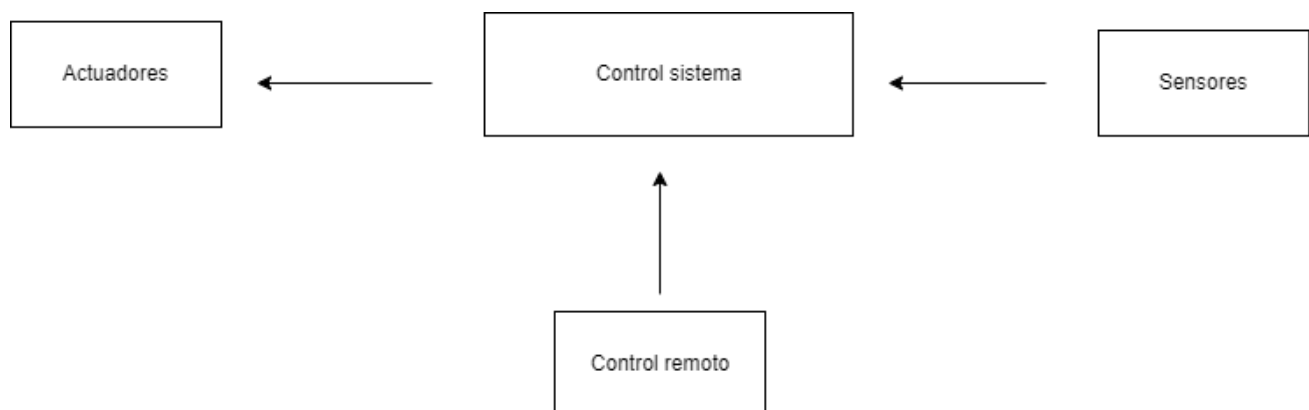 Actuadores
Control sistema
Sensores
Control remoto